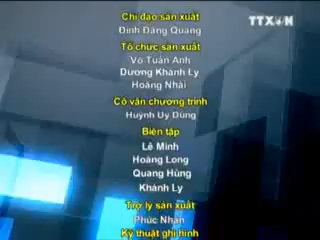 TTXVN
Chỉ đạo sản xuất
Đinh Đăng Quang
Tổ chức sản xuất
Võ Tuấn Anh
Dương Khánh Ly
Hoàng Nhải
Cố vấn chương trình
Huỳnh Uy Dũng
Biên tập
Lê Minh
Hoàng Long
Quang Hùng
Khánh Ly
Trợ lý sản xuất
Phúc Nhân
Kỹ thuật ghi hình